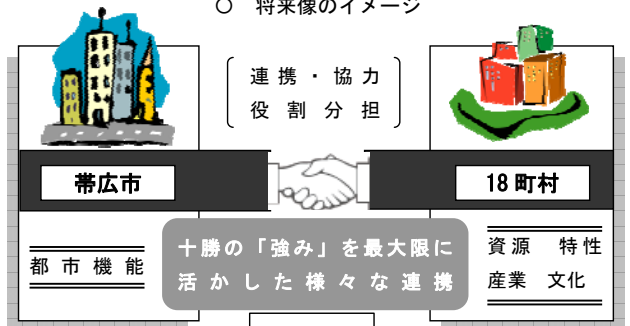 ○ 将来像のイメージ
連携・協力
役割分担
帯広市
18町村
都市機能
十勝の「強み」を最大限に
活かした様々な連携
資源 特性
産業 文化